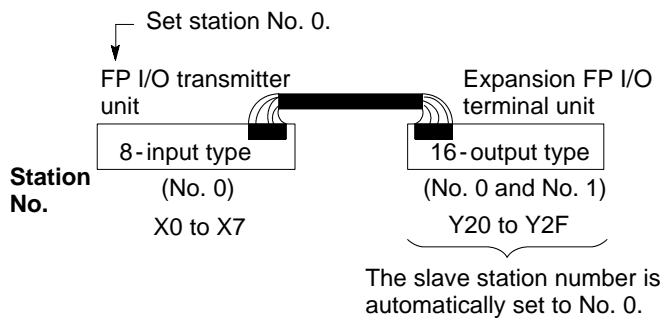 Set station No. 0.
FP I/O transmitter
unit
Expansion FP I/O
terminal unit
8-input type
16-output type
Station
No.
(No. 0)
(No. 0 and No. 1)
X0 to X7
Y20 to Y2F
The slave station number is
automatically set to No. 0.